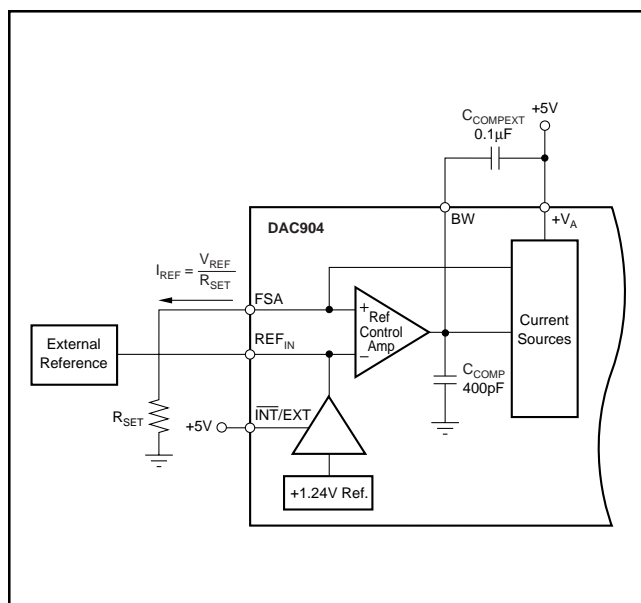 +5V
C_COMPEXT
0.1µF
BW
+V_A
DAC904
I_REF = V_REF / R_SET
FSA
REF_IN
External
Reference
+
Ref
Control
Amp
–
Current
Sources
C_COMP
400pF
R_SET
+5V
I̅N̅T̅/EXT
+1.24V Ref.